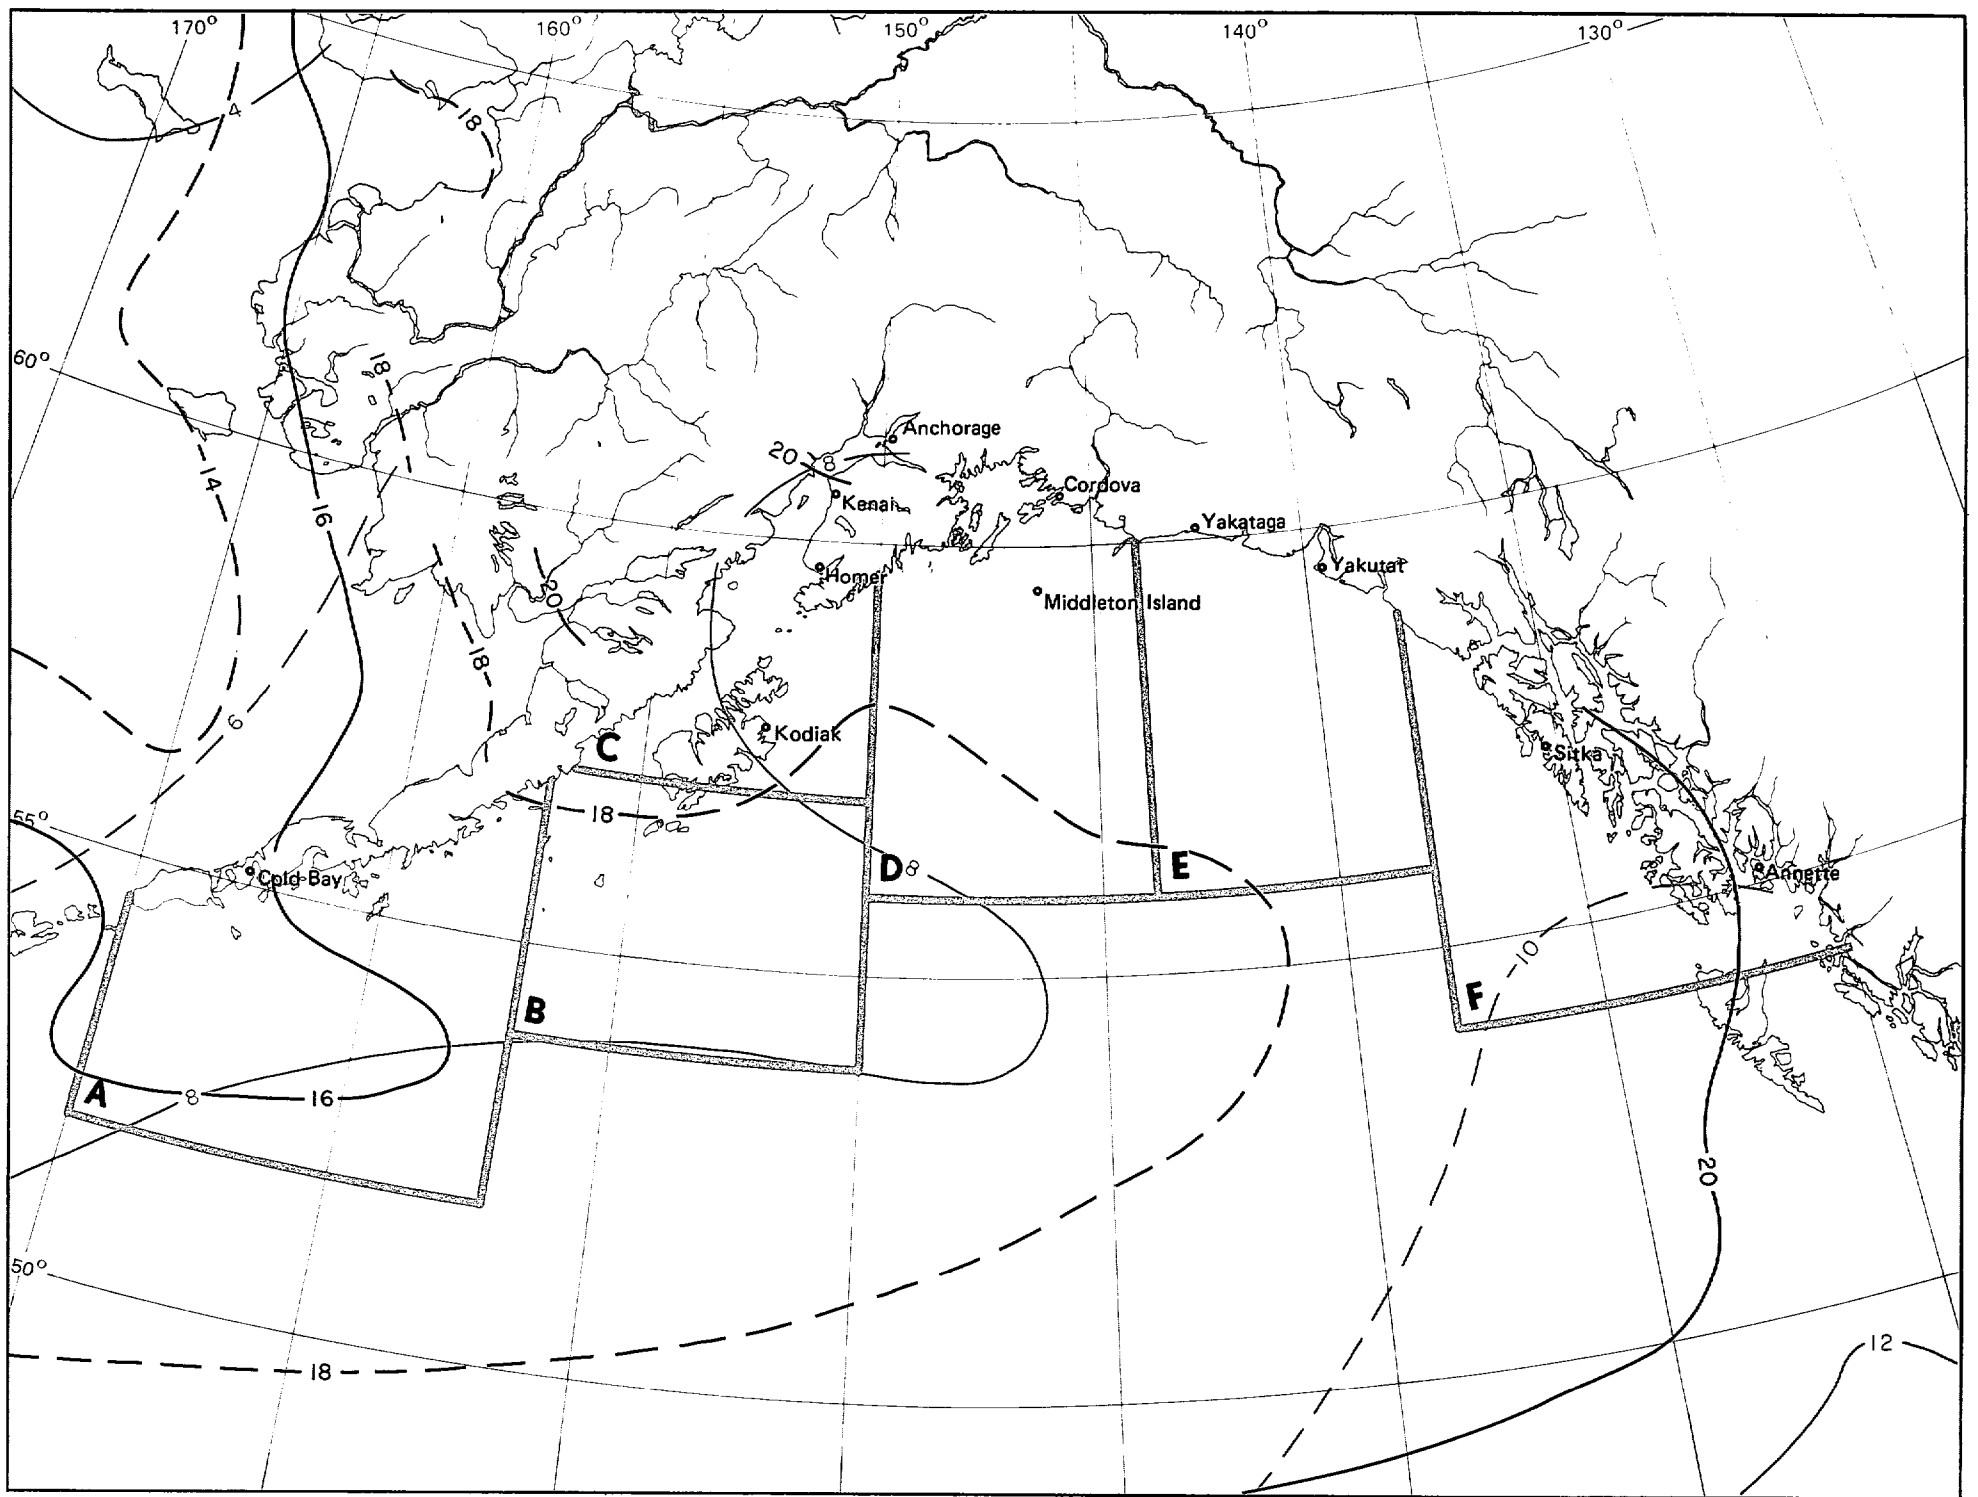 170°
160°
150°
140°
130°
4
18
60°
18
Anchorage
20
8
Kenai
Cordova
14
16
Yakataga
Homer
Yakutat
20
Middleton Island
18
6
Kodiak
C
Sitka
55°
18
Cold Bay
D
8
E
Annette
10
F
B
A
8
16
20
50°
18
12